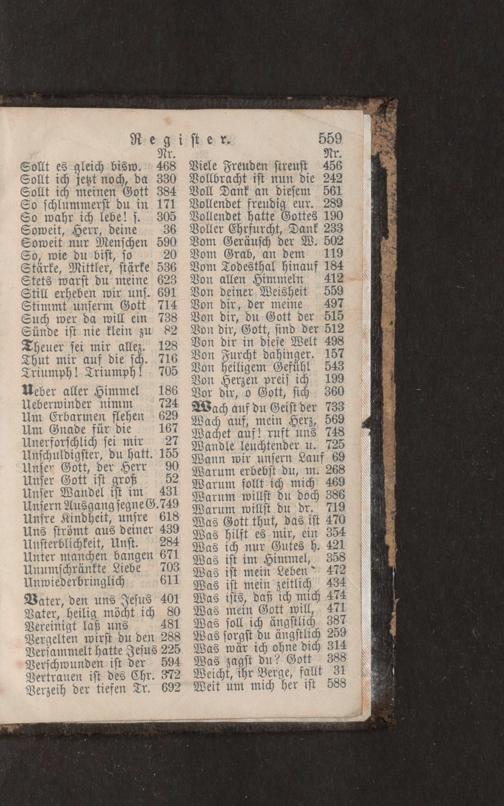 Register. 559
Nr.
Sollt es gleich bisw. 468
Sollt ich jetzt noch, da 330
Sollt ich meinen Gott 384
So schlummerst du in 171
So wahr ich lebe! s. 305
Soweit, Herr, deine 36
Soweit nur Menschen 590
So, wie du bist, so 20
Stärke, Mittler, stärke 536
Stets warst du meine 623
Still erheben wir uns. 691
Stimmt unserm Gott 714
Such wer da will ein 738
Sünde ist nie klein zu 82
Theuer sei mir allez. 128
Thut mir auf die sch. 716
Triumph! Triumph! 705
Ueber aller Himmel 186
Ueberwinder nimm 724
Um Erbarmen flehen 629
Um Gnade für die 167
Unerforschlich sei mir 27
Unschuldigster, du hatt. 155
Unser Gott, der Herr 90
Unser Gott ist groß 52
Unser Wandel ist im 431
Unsern Ausgang segne G. 749
Unsre Kindheit, unsre 618
Uns strömt aus deiner 439
Unsterblichkeit, Unst. 284
Unter manchen bangen 671
Unumschränkte Liebe 703
Unwiederbringlich 611
Vater, den uns Jesus 401
Vater, heilig möcht ich 80
Vereinigt laß uns 481
Vergelten wirst du den 288
Versammelt hatte Jesus 225
Verschwunden ist der 594
Vertrauen ist des Chr. 372
Verzeih der tiefen Tr. 692
Nr.
Viele Freuden streust 456
Vollbracht ist nun die 242
Voll Dank an diesem 561
Vollendet freudig eur. 289
Vollendet hatte Gottes 190
Voller Ehrfurcht, Dank 233
Vom Geräusch der W. 502
Vom Grab, an dem 119
Vom Todesthal hinauf 184
Von allen Himmeln 412
Von deiner Weisheit 559
Von dir, der meine 497
Von dir, du Gott der 515
Von dir, Gott, sind der 512
Von dir in diese Welt 498
Von Furcht dahinger. 157
Von heiligem Gefühl 543
Von Herzen preis ich 199
Vor dir, o Gott, sich 360
Wach auf du Geist der 733
Wach auf, mein Herz, 569
Wachet auf! ruft uns 748
Wandle leuchtender u. 725
Wann wir unsern Lauf 69
Warum erbebst du, m. 268
Warum sollt ich mich 469
Warum willst du doch 386
Warum willst du dr. 719
Was Gott thut, das ist 470
Was hilft es mir, ein 354
Was ich nur Gutes h. 421
Was ist im Himmel, 358
Was ist mein Leben 472
Was ist mein zeitlich 434
Was ists, daß ich mich 474
Was mein Gott will, 471
Was soll ich ängstlich 387
Was sorgst du ängstlich 259
Was wär ich ohne dich 314
Was zagst du? Gott 388
Weicht, ihr Berge, fallt 31
Weit um mich her ist 588